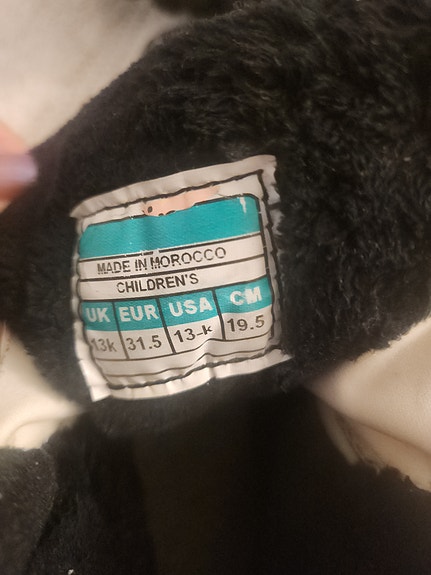 MADE IN MOROCCO
CHILDREN'S
UK EUR USA CM
13K 31.5 13-k 19.5